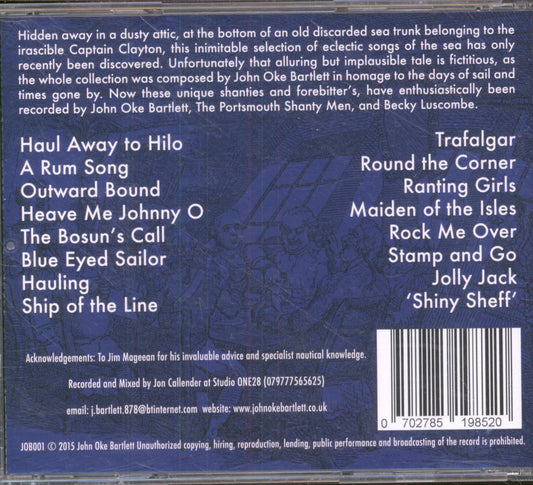 Hidden away in a dusty attic, at the bottom of an old discarded sea trunk belonging to the
irascible Captain Clayton, this inimitable selection of eclectic songs of the sea has only
recently been discovered. Unfortunately that alluring but implausible tale is fictitious, as
the whole collection was composed by John Oke Bartlett in homage to the days of sail and
times gone by. Now these unique shanties and forebitter's, have enthusiastically been
recorded by John Oke Bartlett, The Portsmouth Shanty Men, and Becky Luscombe.
Haul Away to Hilo
A Rum Song
Outward Bound
Heave Me Johnny O
The Bosun's Call
Blue Eyed Sailor
Hauling
Ship of the Line
Trafalgar
Round the Corner
Ranting Girls
Maiden of the Isles
Rock Me Over
Stamp and Go
Jolly Jack
'Shiny Sheff'
Acknowledgements: To Jim Mageean for his invaluable advice and specialist nautical knowledge.
Recorded and Mixed by Jon Callender at Studio ONE28 (079777565625)
email: j.bartlett.878@btinternet.com website: www.johnokebartlett.co.uk
0 702785 198520
JOB001 © 2015 John Oke Bartlett Unauthorized copying, hiring, reproduction, lending, public performance and broadcasting of the record is prohibited.